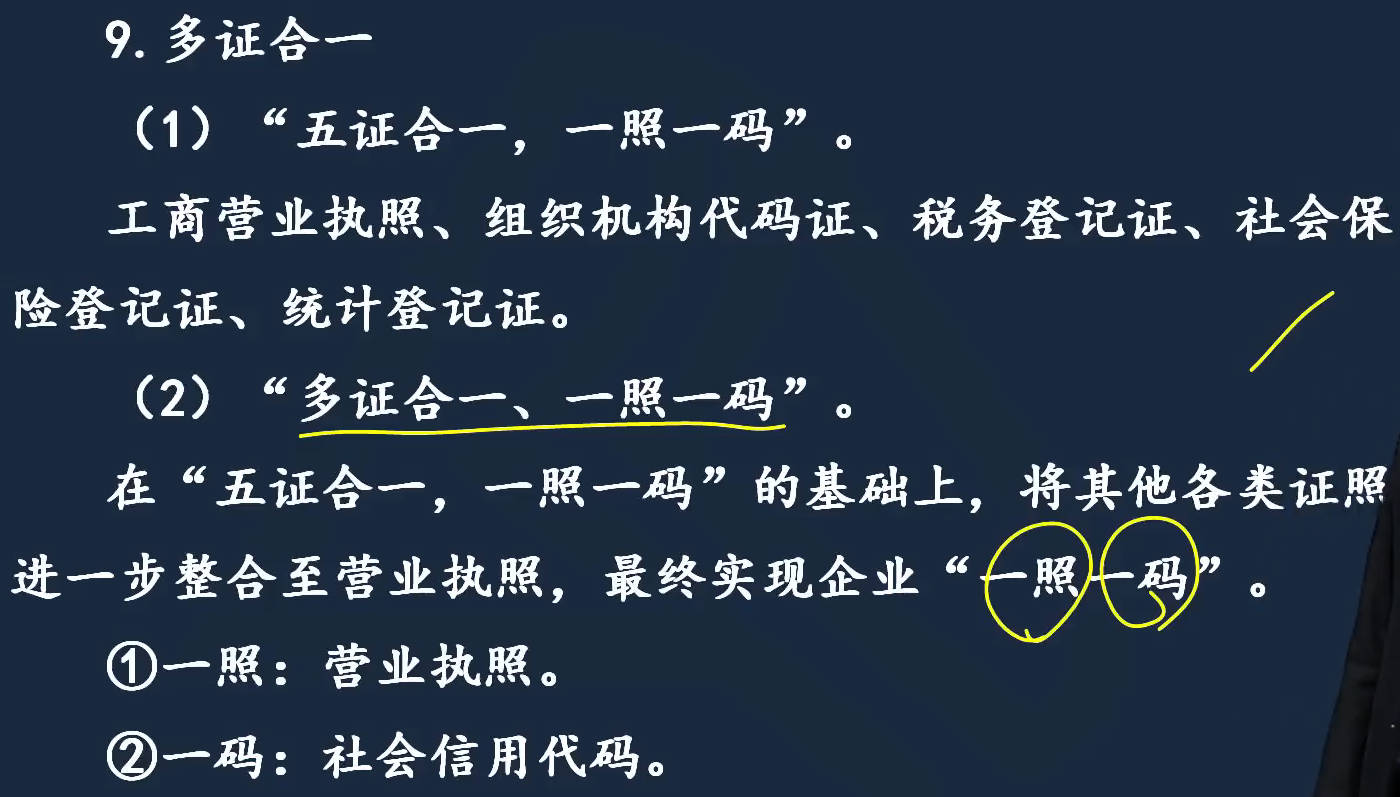 9. 多证合一
（1）“五证合一，一照一码”。
工商营业执照、组织机构代码证、税务登记证、社会保
险登记证、统计登记证。
（2）“多证合一、一照一码”。
在“五证合一，一照一码”的基础上，将其他各类证照
进一步整合至营业执照，最终实现企业“一照一码”。
①一照：营业执照。
②一码：社会信用代码。